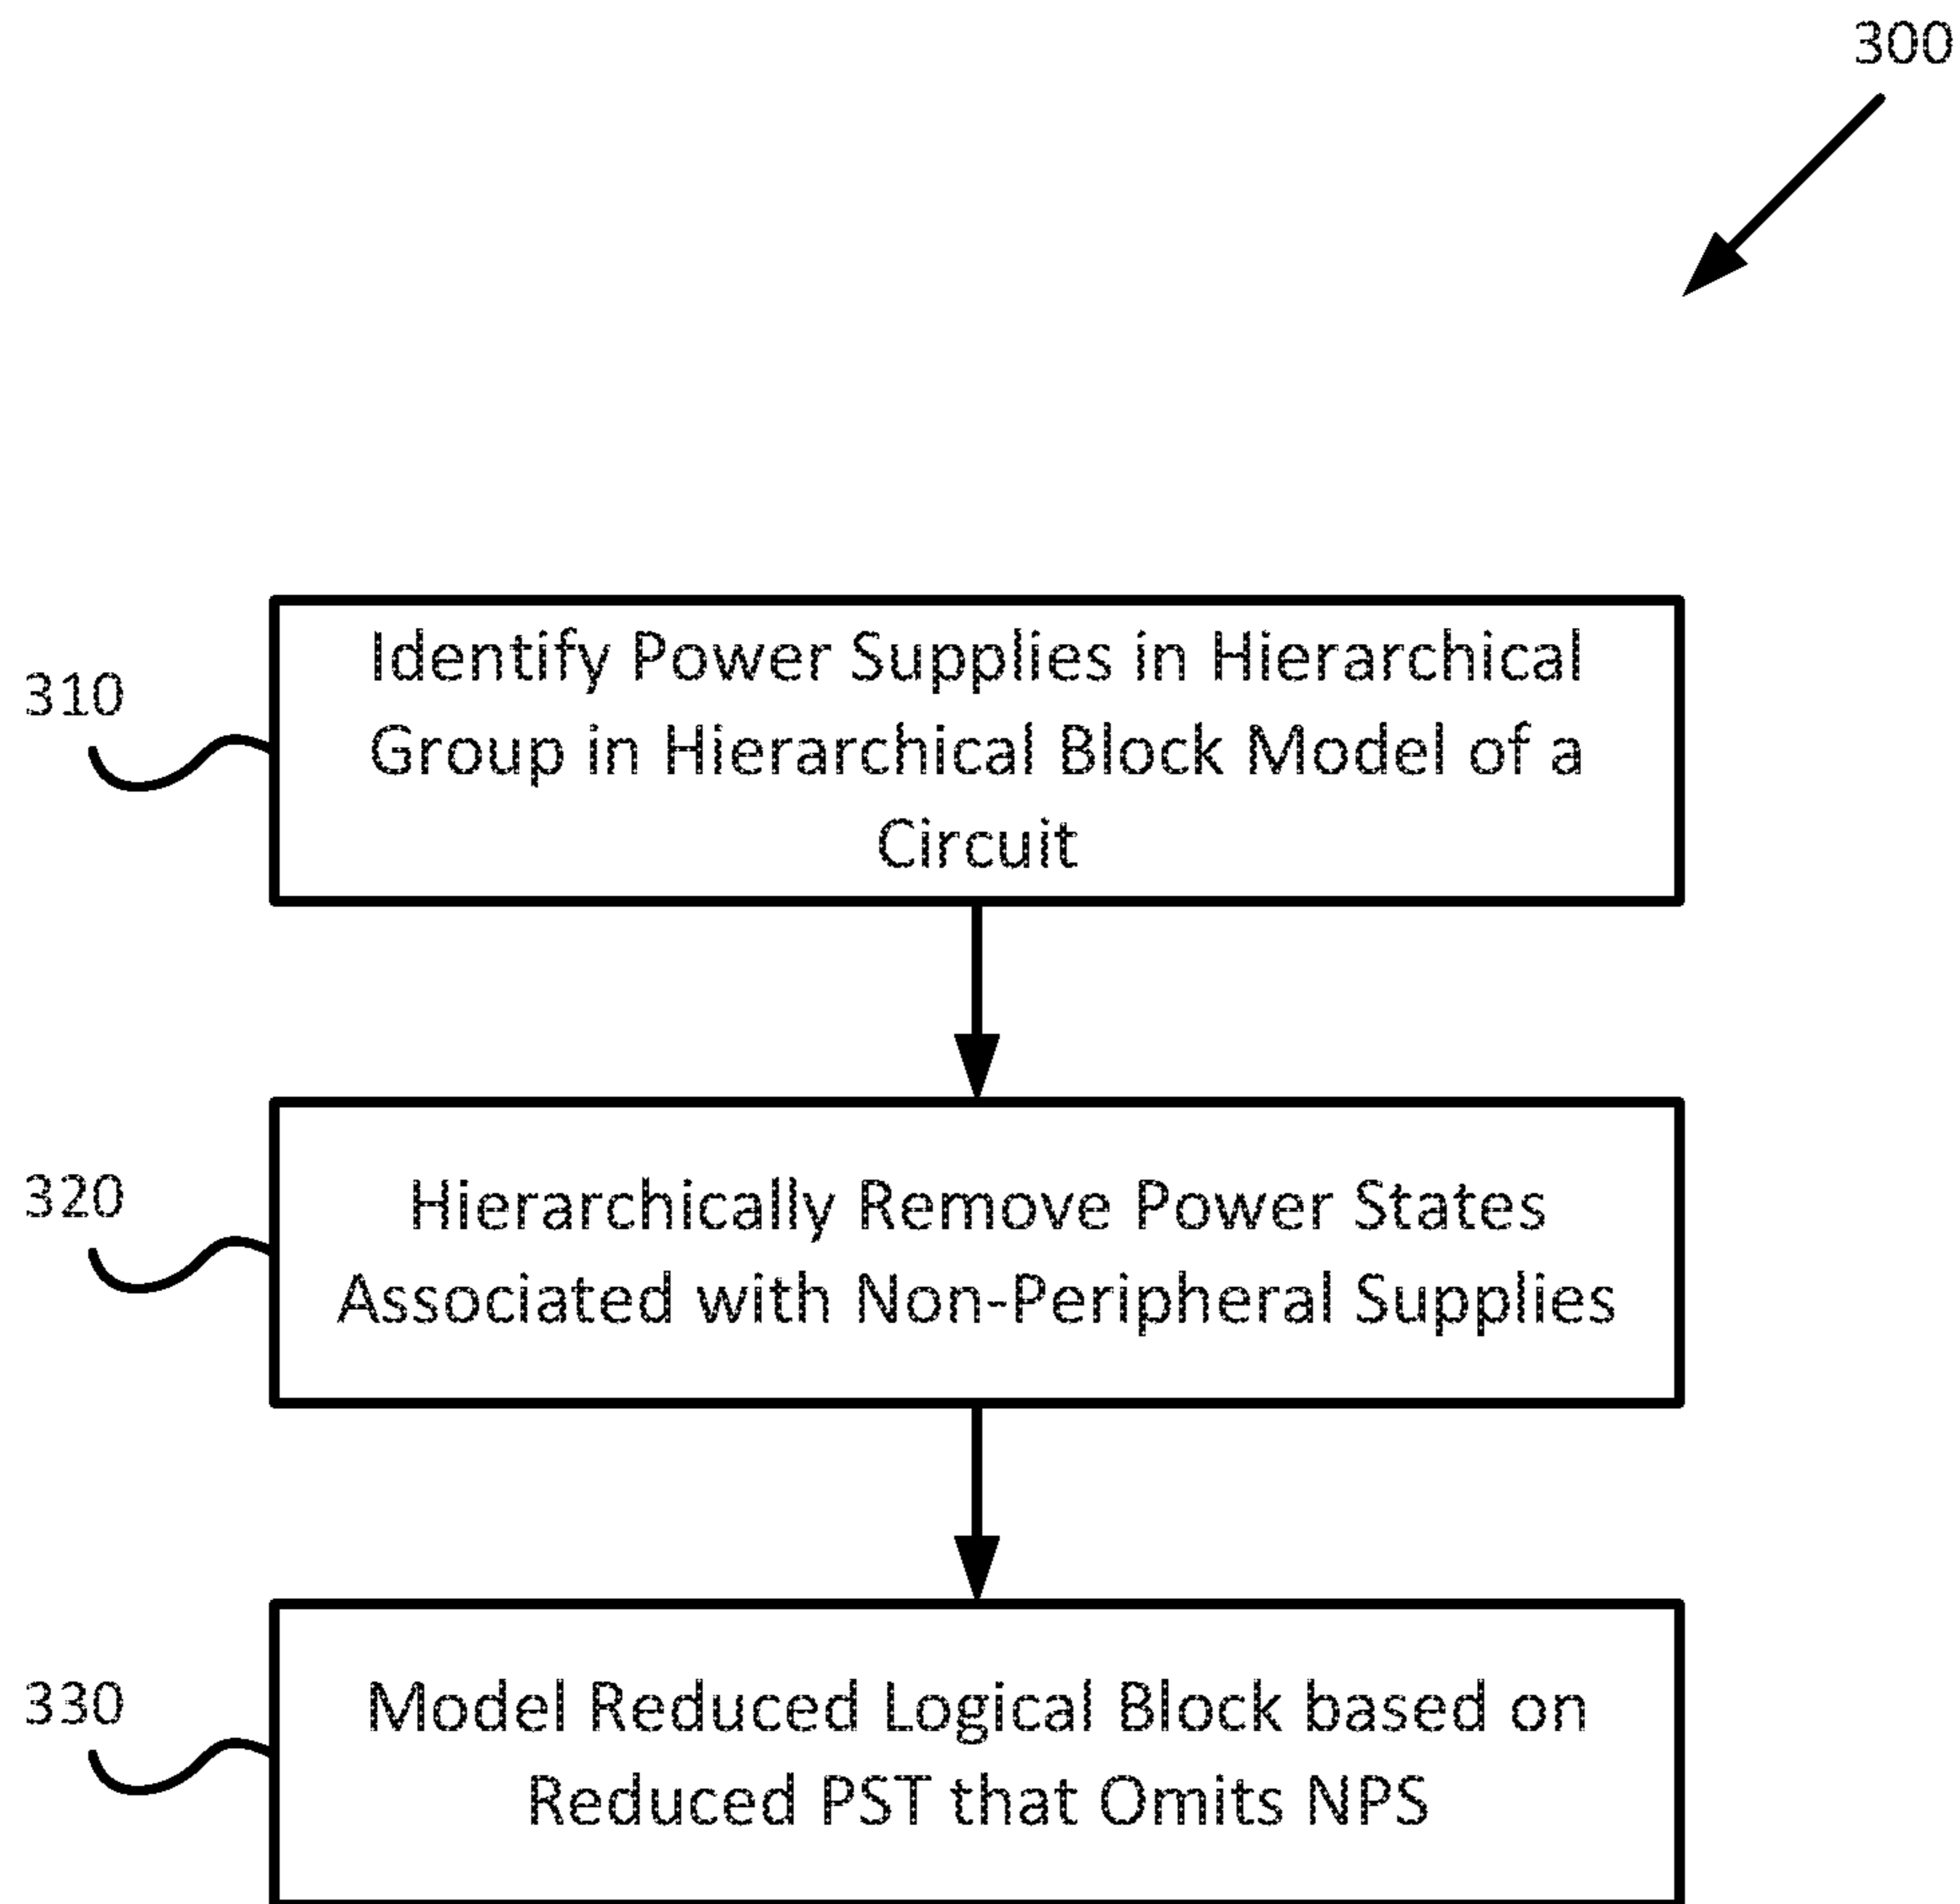 300
310
Identify Power Supplies in Hierarchical
Group in Hierarchical Block Model of a
Circuit
320
Hierarchically Remove Power States
Associated with Non-Peripheral Supplies
330
Model Reduced Logical Block based on
Reduced PST that Omits NPS